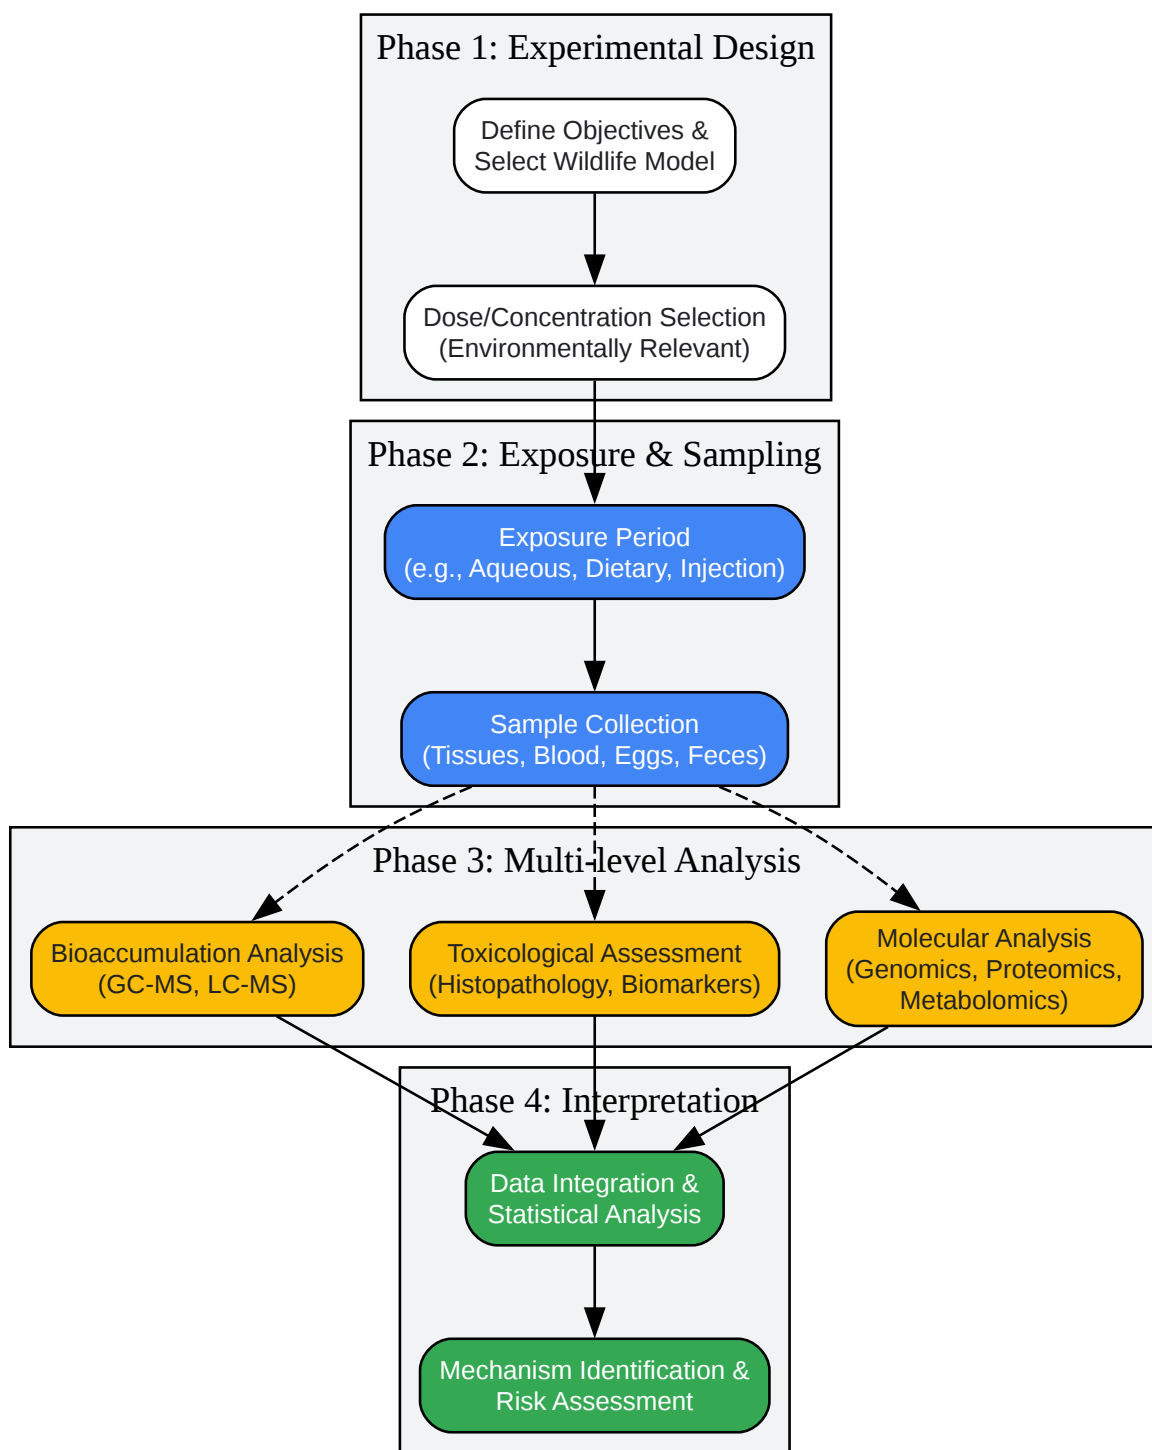 Phase 1: Experimental Design
Define Objectives &
Select Wildlife Model
Dose/Concentration Selection
(Environmentally Relevant)
Phase 2: Exposure & Sampling
Exposure Period
(e.g., Aqueous, Dietary, Injection)
Sample Collection
(Tissues, Blood, Eggs, Feces)
Phase 3: Multi-level Analysis
Bioaccumulation Analysis
(GC-MS, LC-MS)
Toxicological Assessment
(Histopathology, Biomarkers)
Molecular Analysis
(Genomics, Proteomics,
Metabolomics)
Phase 4: Interpretation
Data Integration &
Statistical Analysis
Mechanism Identification &
Risk Assessment